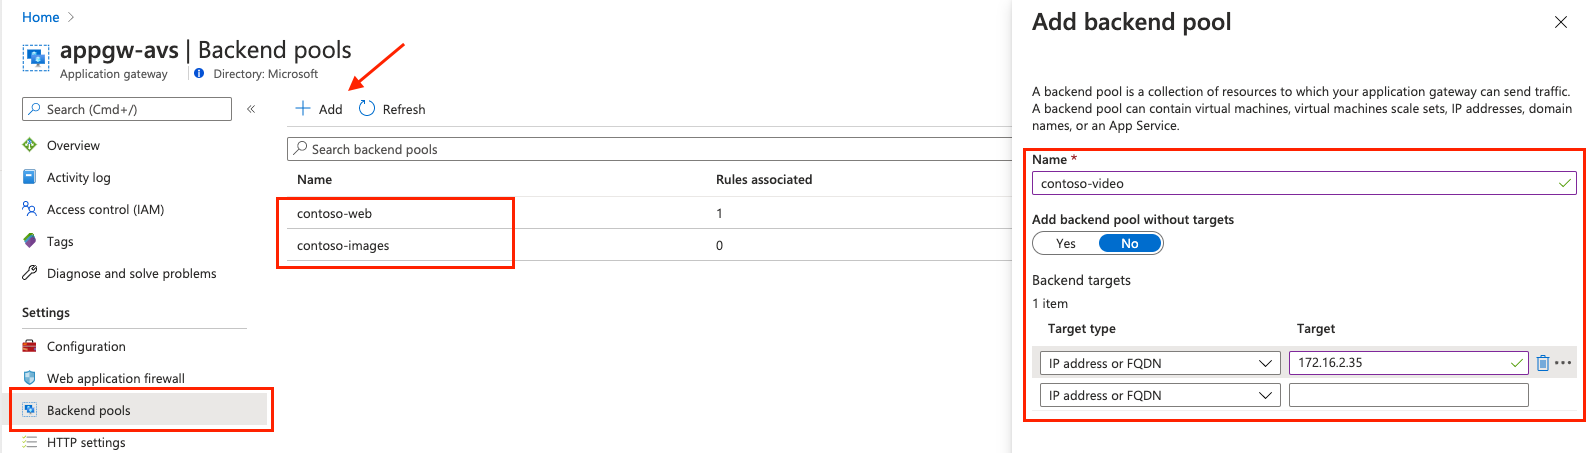 Home
appgw-avs | Backend pools
Application gateway
Directory: Microsoft
Search (Cmd+/)
Overview
Activity log
Access control (IAM)
Tags
Diagnose and solve problems
Settings
Configuration
Web application firewall
Backend pools
HTTP settings
Add
Refresh
Search backend pools
Name Rules associated
contoso-web 1
contoso-images 0
Add backend pool
A backend pool is a collection of resources to which your application gateway can send traffic.
A backend pool can contain virtual machines, virtual machines scale sets, IP addresses, domain
names, or an App Service.
Name *
contoso-video
Add backend pool without targets
Yes No
Backend targets
1 item
Target type Target
IP address or FQDN 172.16.2.35
IP address or FQDN